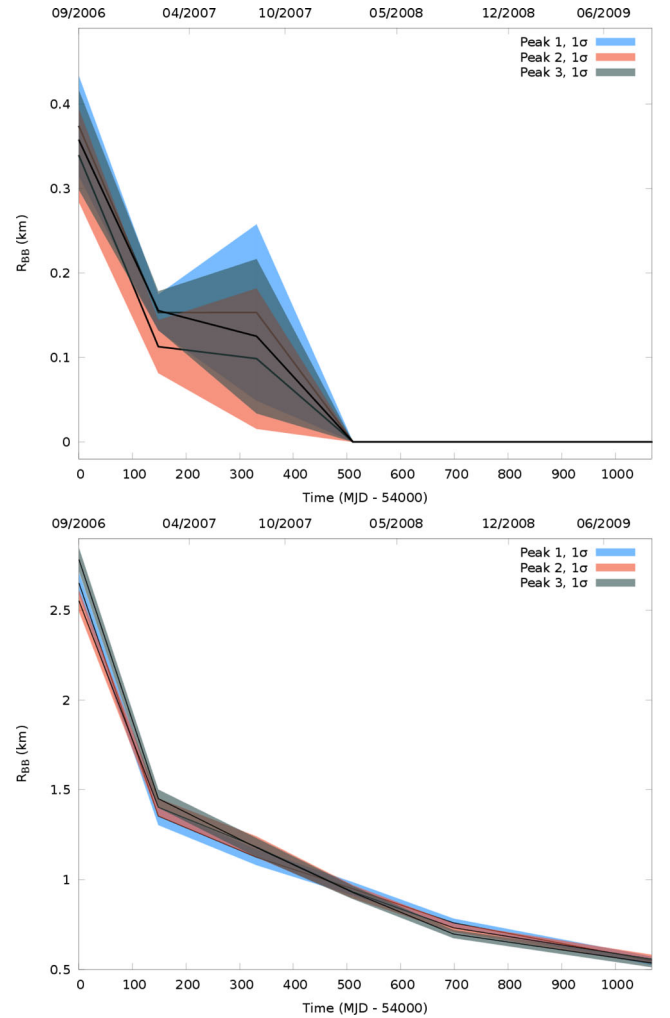 09/2006 04/2007 10/2007 05/2008 12/2008 06/2009
Peak 1, 1σ
Peak 2, 1σ
Peak 3, 1σ
0.4
0.3
0.2
0.1
0
R_BB (km)
0 100 200 300 400 500 600 700 800 900 1000
Time (MJD - 54000)
09/2006 04/2007 10/2007 05/2008 12/2008 06/2009
Peak 1, 1σ
Peak 2, 1σ
Peak 3, 1σ
2.5
2
1.5
1
0.5
R_BB (km)
0 100 200 300 400 500 600 700 800 900 1000
Time (MJD - 54000)